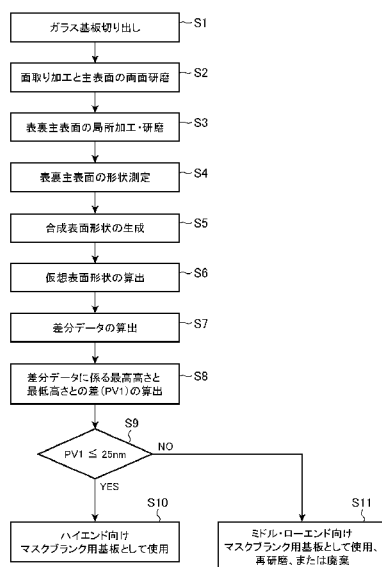 ガラス基板切り出し
S1
面取り加工と主表面の両面研磨
S2
表裏主表面の局所加工・研磨
S3
表裏主表面の形状測定
S4
合成表面形状の生成
S5
仮想表面形状の算出
S6
差分データの算出
S7
差分データに係る最高高さと
最低高さとの差(PV1)の算出
S8
S9
PV1 ≦ 25nm
NO
YES
S10
ハイエンド向け
マスクブランク用基板として使用
S11
ミドル・ローエンド向け
マスクブランク用基板として使用、
再研磨、または廃棄